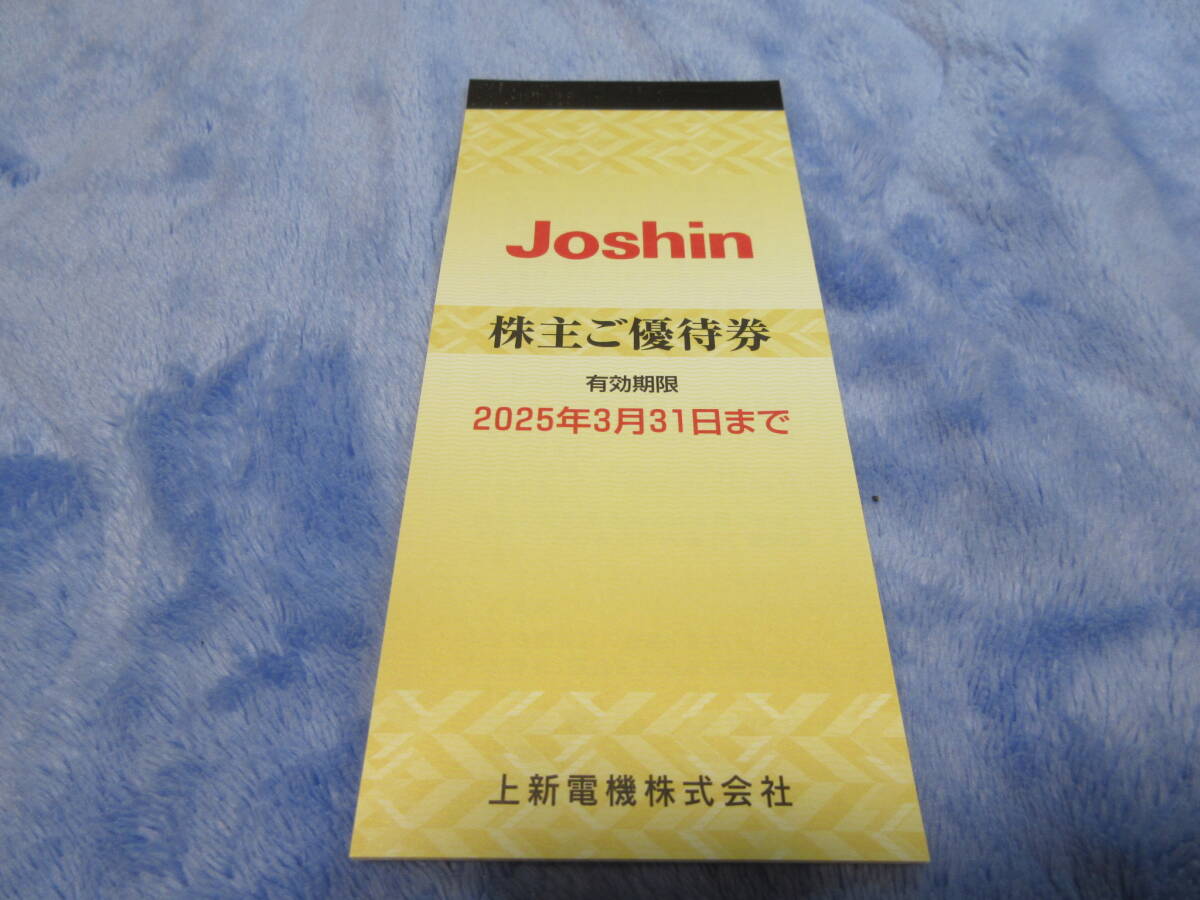 Joshin
株主ご優待券
有効期限
2025年3月31日まで
上新電機株式会社